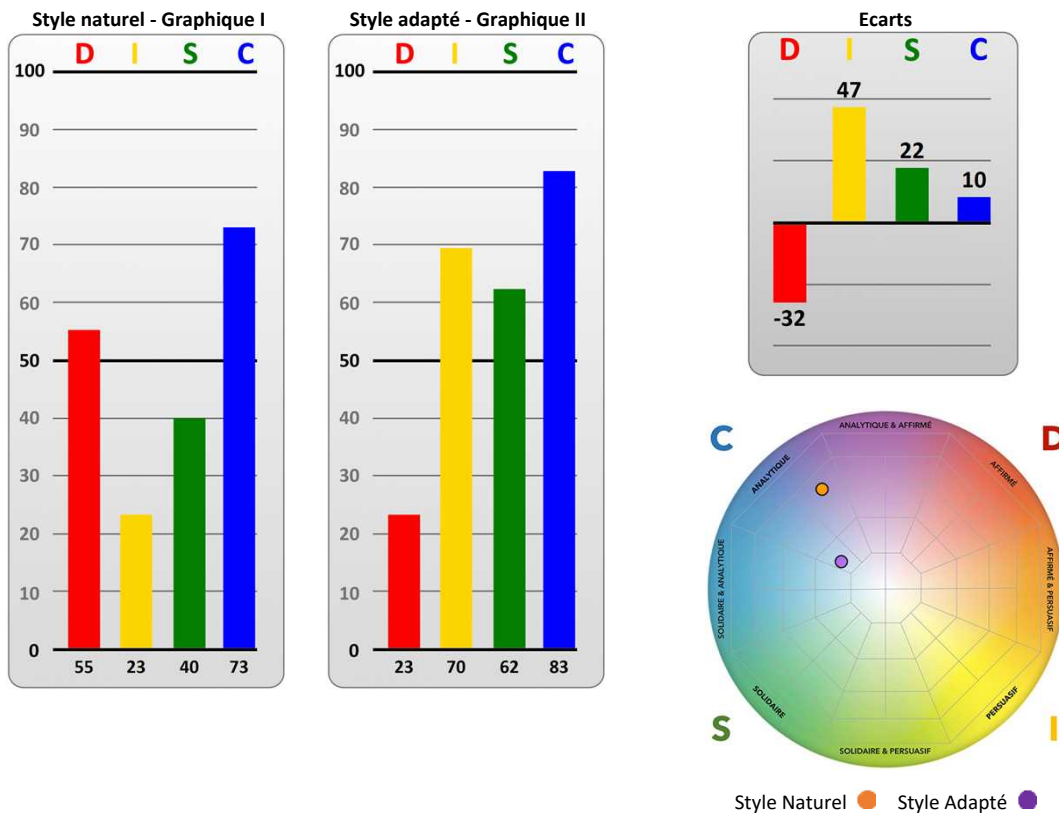 Style naturel - Graphique I
D I S C
100
90
80
70
60
50
40
30
20
10
0
55 23 40 73
Style adapté - Graphique II
D I S C
100
90
80
70
60
50
40
30
20
10
0
23 70 62 83
Ecarts
D I S C
47
22
10
-32
C
D
S
I
ANALYTIQUE & AFFIRMÉ
AFFIRMÉ
AFFIRMÉ & PERSUASIF
PERSUASIF
SOLIDAIRE & PERSUASIF
SOLIDAIRE
SOLIDAIRE & ANALYTIQUE
ANALYTIQUE
Style Naturel
Style Adapté